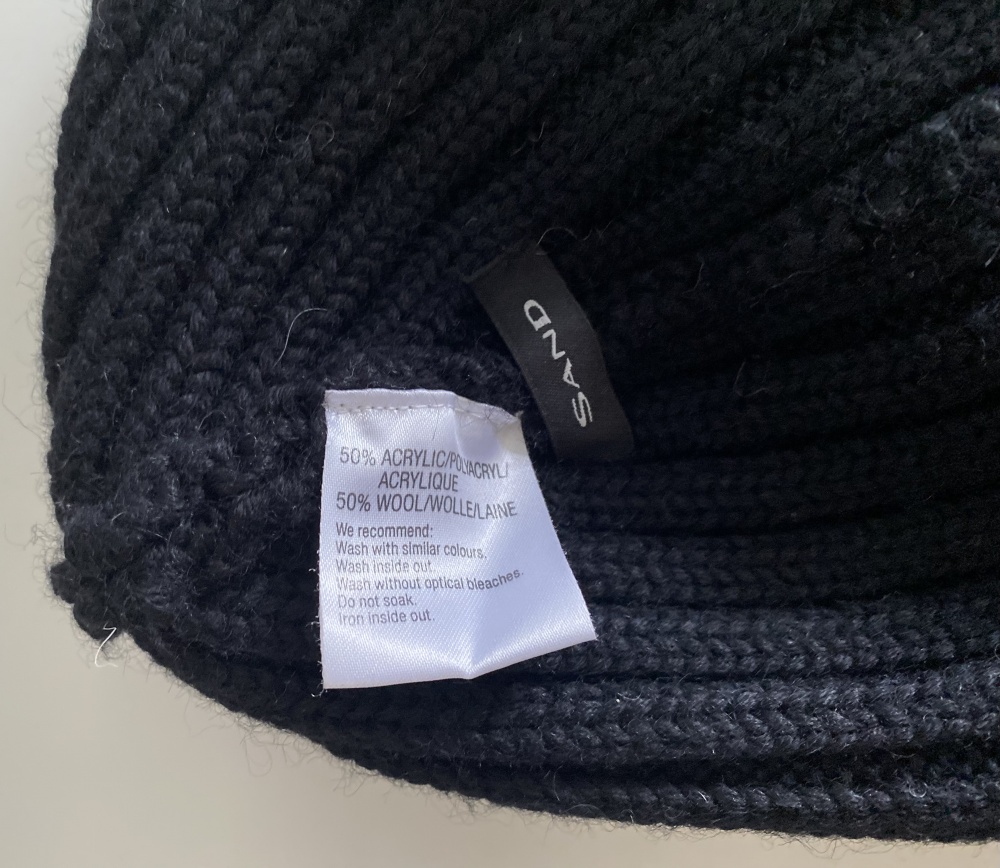 SAND
50% ACRYLIC/POLYACRYL/
ACRYLIQUE
50% WOOL/WOLLE/LAINE
We recommend:
Wash with similar colours.
Wash inside out.
Wash without optical bleaches.
Do not soak.
Iron inside out.